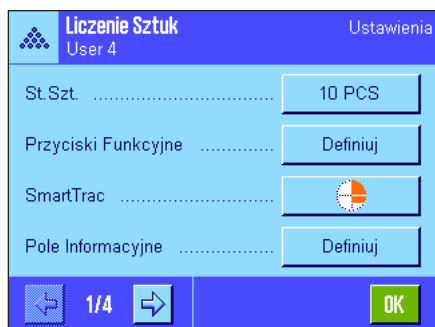 Liczenie Sztuk Ustawienia
User 4
St.Szt. ................................ 10 PCS
Przyciski Funkcyjne ............. Definiuj
SmartTrac ...........................
Pole Informacyjne ................. Definiuj
1/4 OK